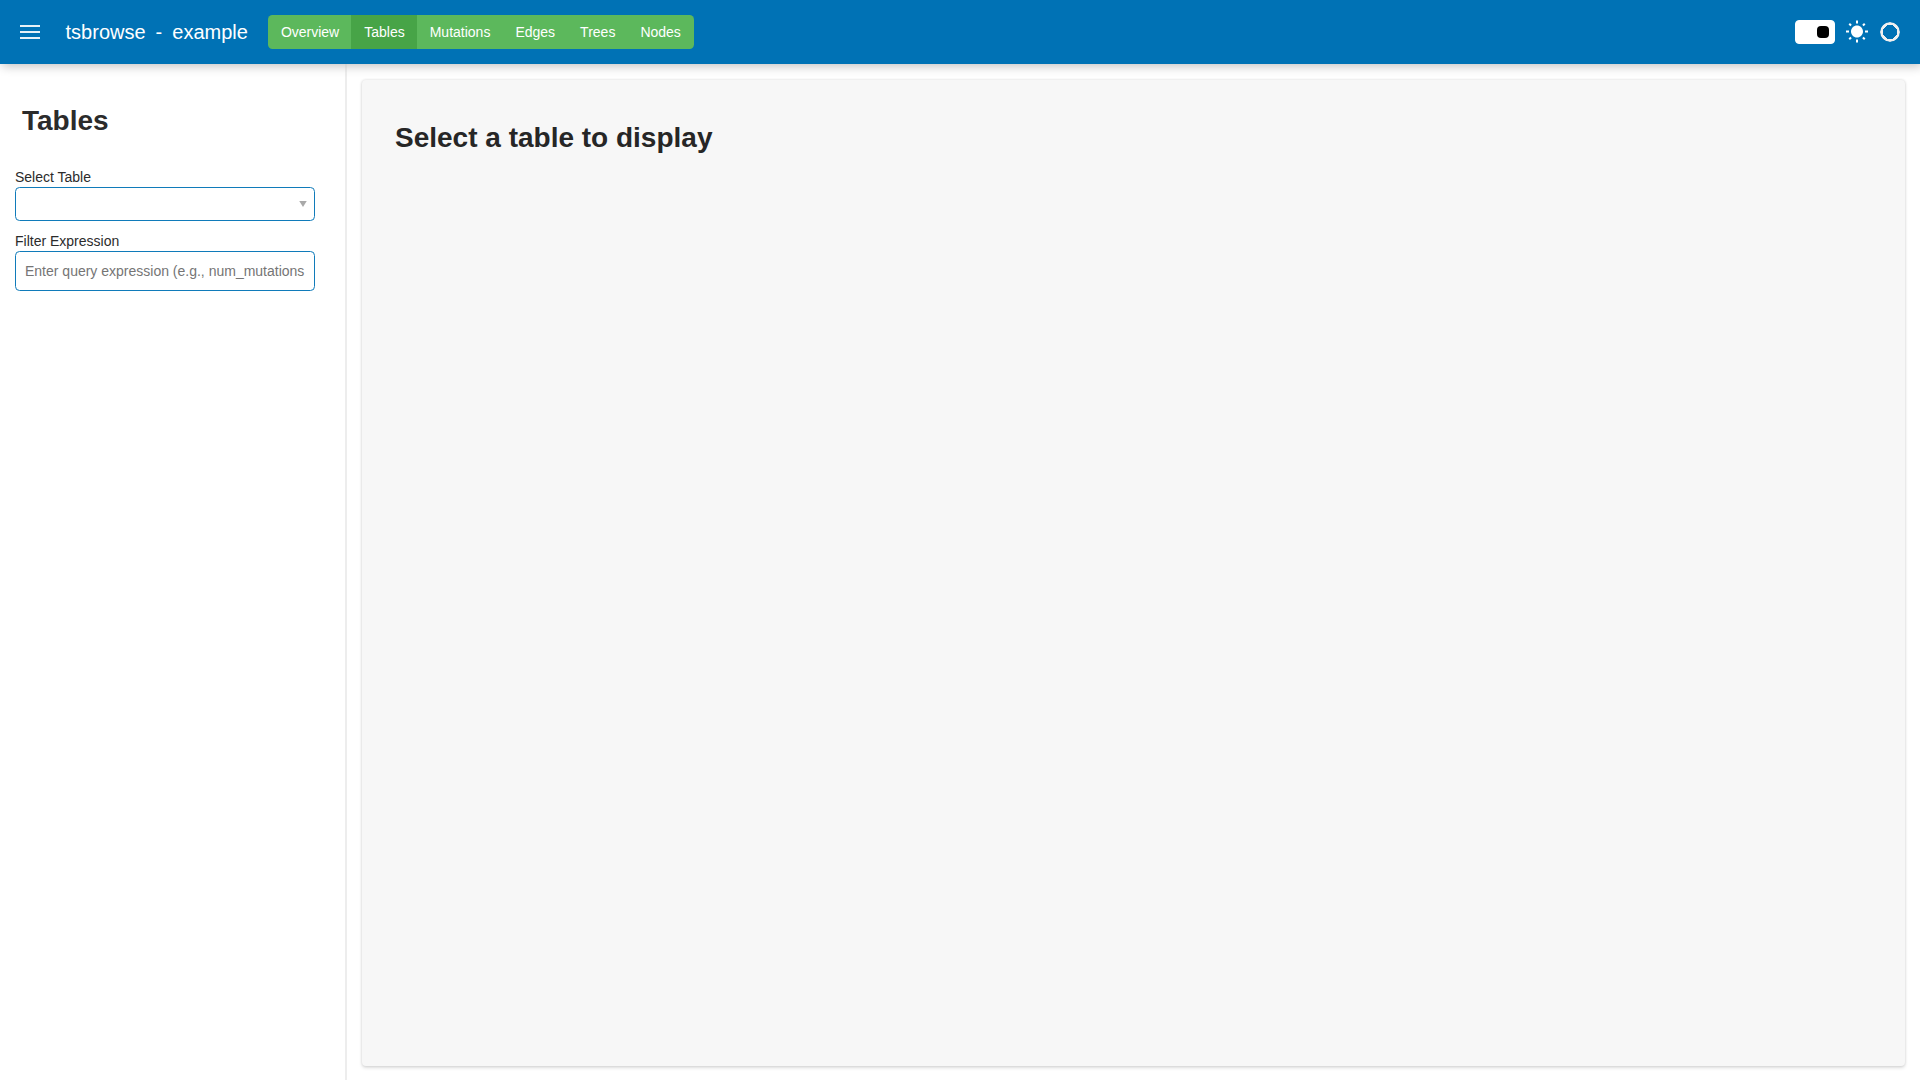 tsbrowse - example
Overview Tables Mutations Edges Trees Nodes
Tables
Select Table
Filter Expression
Enter query expression (e.g., num_mutations
Select a table to display